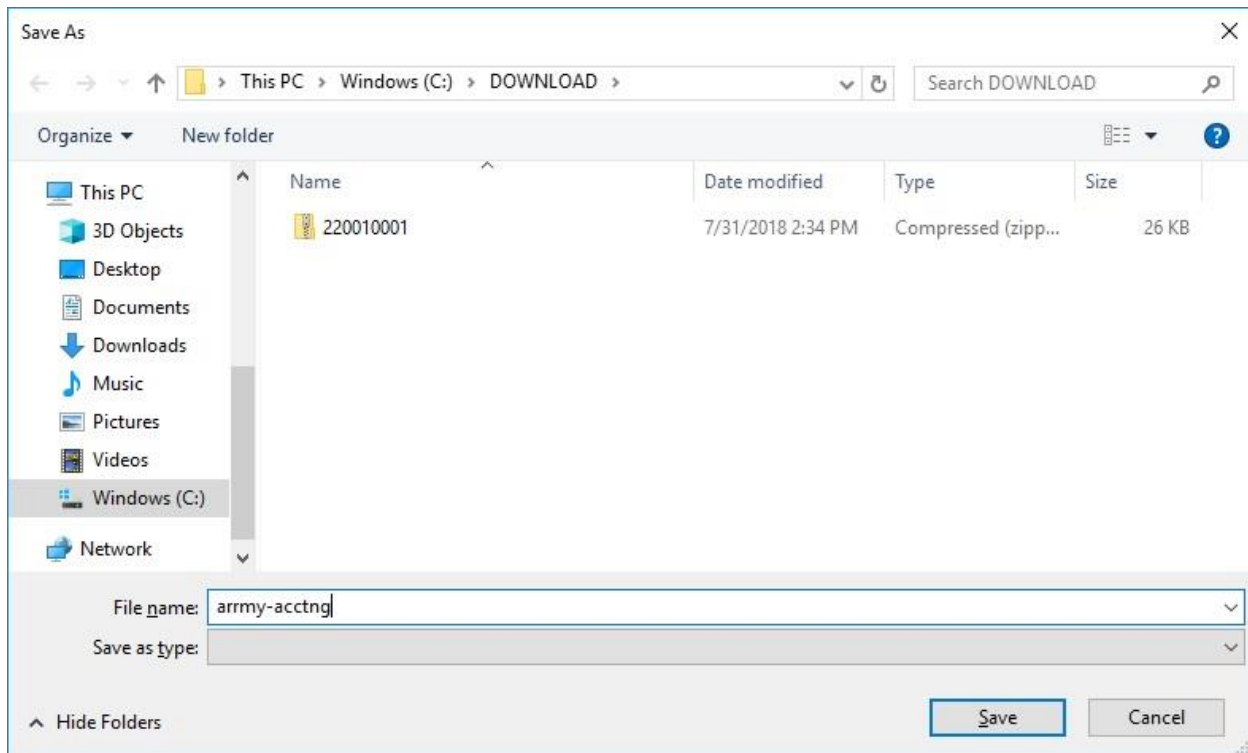 Save As
This PC > Windows (C:) > DOWNLOAD >
Search DOWNLOAD
Organize New folder
?
Name Date modified Type Size
220010001 7/31/2018 2:34 PM Compressed (zipp... 26 KB
This PC
3D Objects
Desktop
Documents
Downloads
Music
Pictures
Videos
Windows (C:)
Network
File name: arrmy-acctng
Save as type:
Hide Folders
Save Cancel